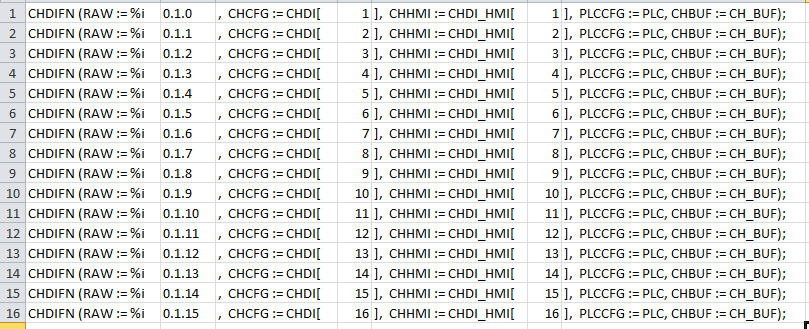 1 CHDIFN (RAW := %i 0.1.0 , CHCFG := CHDI[ 1 ], CHHMI := CHDI_HMI[ 1 ], PLCCFG := PLC, CHBUF := CH_BUF);
2 CHDIFN (RAW := %i 0.1.1 , CHCFG := CHDI[ 2 ], CHHMI := CHDI_HMI[ 2 ], PLCCFG := PLC, CHBUF := CH_BUF);
3 CHDIFN (RAW := %i 0.1.2 , CHCFG := CHDI[ 3 ], CHHMI := CHDI_HMI[ 3 ], PLCCFG := PLC, CHBUF := CH_BUF);
4 CHDIFN (RAW := %i 0.1.3 , CHCFG := CHDI[ 4 ], CHHMI := CHDI_HMI[ 4 ], PLCCFG := PLC, CHBUF := CH_BUF);
5 CHDIFN (RAW := %i 0.1.4 , CHCFG := CHDI[ 5 ], CHHMI := CHDI_HMI[ 5 ], PLCCFG := PLC, CHBUF := CH_BUF);
6 CHDIFN (RAW := %i 0.1.5 , CHCFG := CHDI[ 6 ], CHHMI := CHDI_HMI[ 6 ], PLCCFG := PLC, CHBUF := CH_BUF);
7 CHDIFN (RAW := %i 0.1.6 , CHCFG := CHDI[ 7 ], CHHMI := CHDI_HMI[ 7 ], PLCCFG := PLC, CHBUF := CH_BUF);
8 CHDIFN (RAW := %i 0.1.7 , CHCFG := CHDI[ 8 ], CHHMI := CHDI_HMI[ 8 ], PLCCFG := PLC, CHBUF := CH_BUF);
9 CHDIFN (RAW := %i 0.1.8 , CHCFG := CHDI[ 9 ], CHHMI := CHDI_HMI[ 9 ], PLCCFG := PLC, CHBUF := CH_BUF);
10 CHDIFN (RAW := %i 0.1.9 , CHCFG := CHDI[ 10 ], CHHMI := CHDI_HMI[ 10 ], PLCCFG := PLC, CHBUF := CH_BUF);
11 CHDIFN (RAW := %i 0.1.10 , CHCFG := CHDI[ 11 ], CHHMI := CHDI_HMI[ 11 ], PLCCFG := PLC, CHBUF := CH_BUF);
12 CHDIFN (RAW := %i 0.1.11 , CHCFG := CHDI[ 12 ], CHHMI := CHDI_HMI[ 12 ], PLCCFG := PLC, CHBUF := CH_BUF);
13 CHDIFN (RAW := %i 0.1.12 , CHCFG := CHDI[ 13 ], CHHMI := CHDI_HMI[ 13 ], PLCCFG := PLC, CHBUF := CH_BUF);
14 CHDIFN (RAW := %i 0.1.13 , CHCFG := CHDI[ 14 ], CHHMI := CHDI_HMI[ 14 ], PLCCFG := PLC, CHBUF := CH_BUF);
15 CHDIFN (RAW := %i 0.1.14 , CHCFG := CHDI[ 15 ], CHHMI := CHDI_HMI[ 15 ], PLCCFG := PLC, CHBUF := CH_BUF);
16 CHDIFN (RAW := %i 0.1.15 , CHCFG := CHDI[ 16 ], CHHMI := CHDI_HMI[ 16 ], PLCCFG := PLC, CHBUF := CH_BUF);